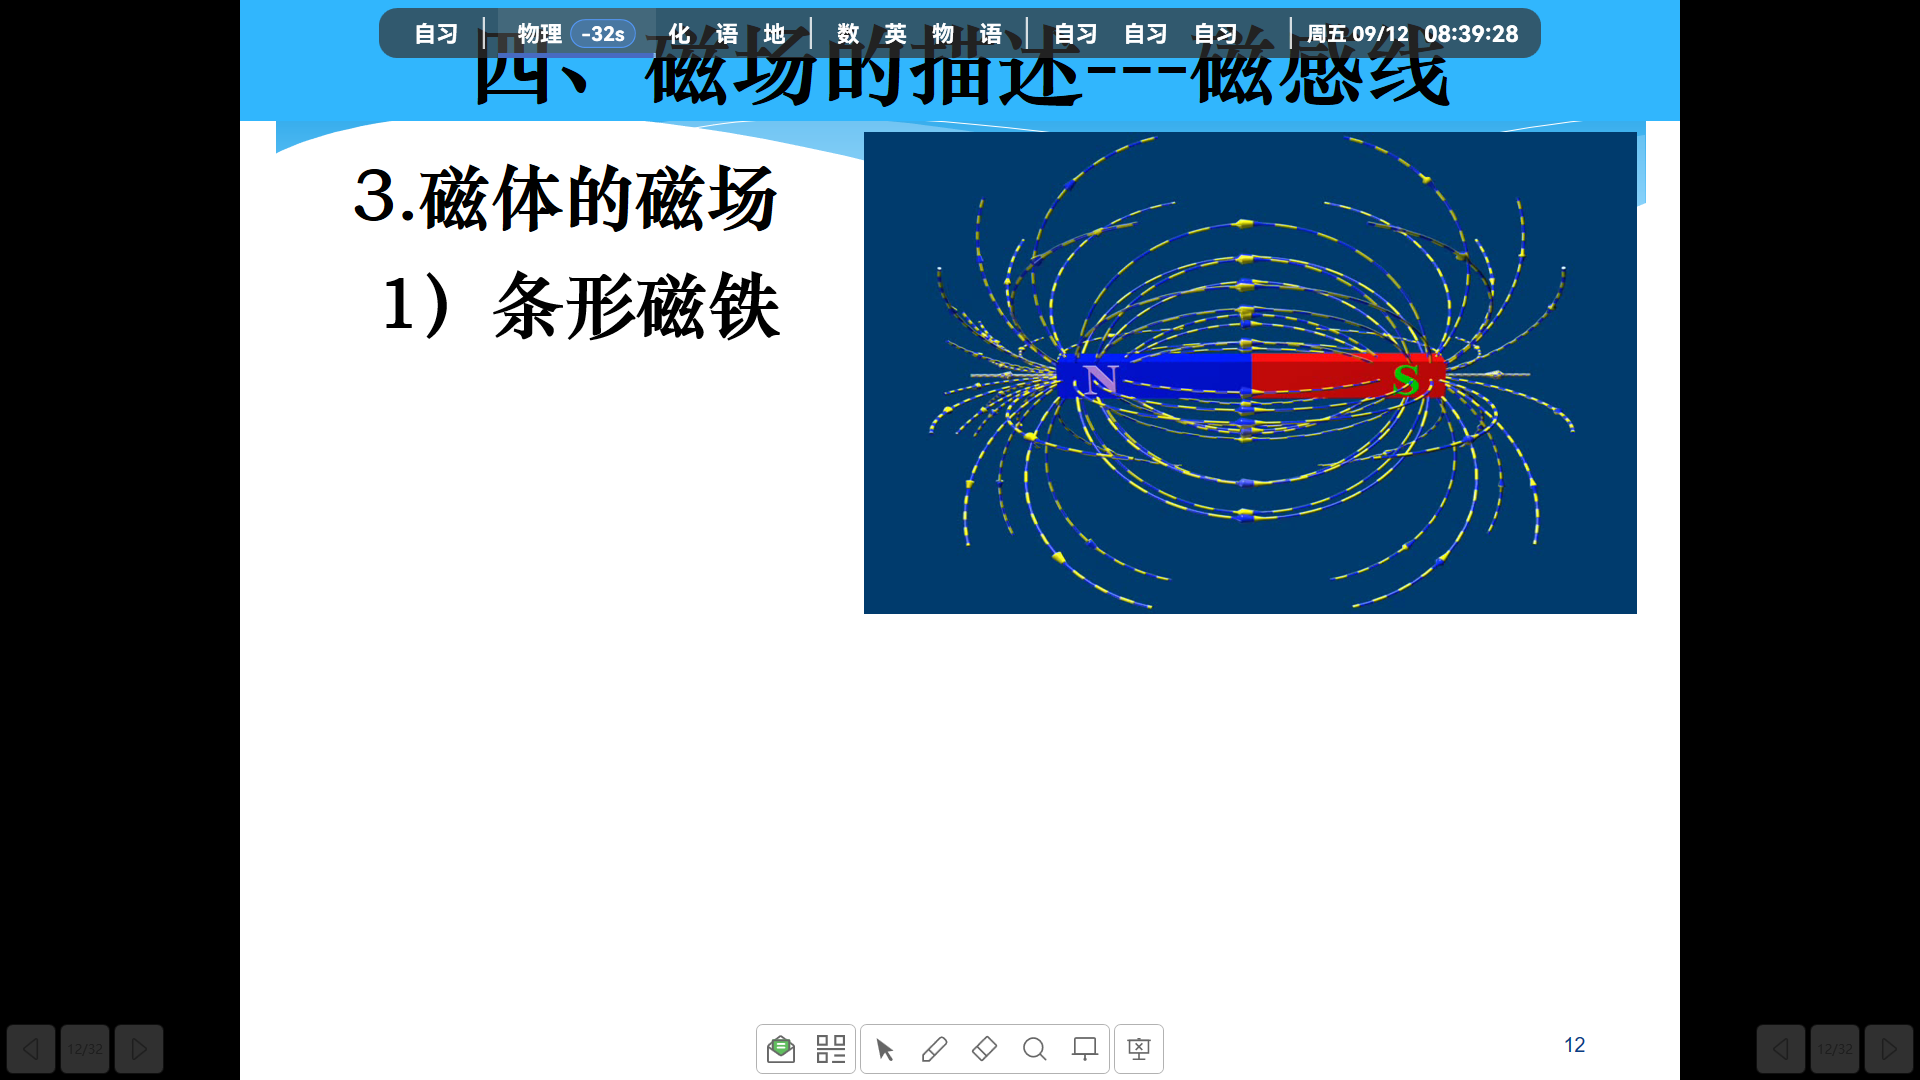 自习 物理 -32s 化 语 地 数 英 物 语 自习 自习 自习 周五 09/12 08:39:28
四、磁场的描述---磁感线
3.磁体的磁场
1）条形磁铁
N S
12/32 12 12/32